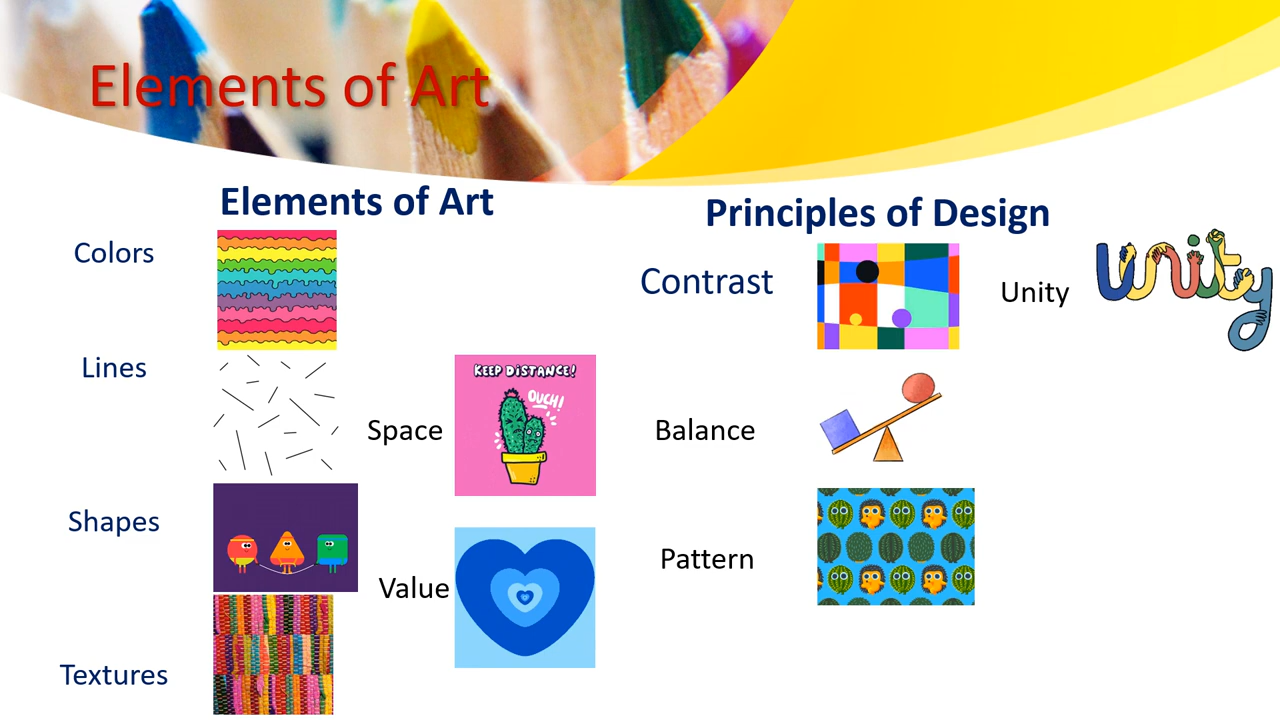 Elements of Art
Elements of Art
Colors
Lines
Shapes
Textures
Space
KEEP DISTANCE!
OUCH!
Value
Principles of Design
Contrast
Balance
Pattern
Unity
unity